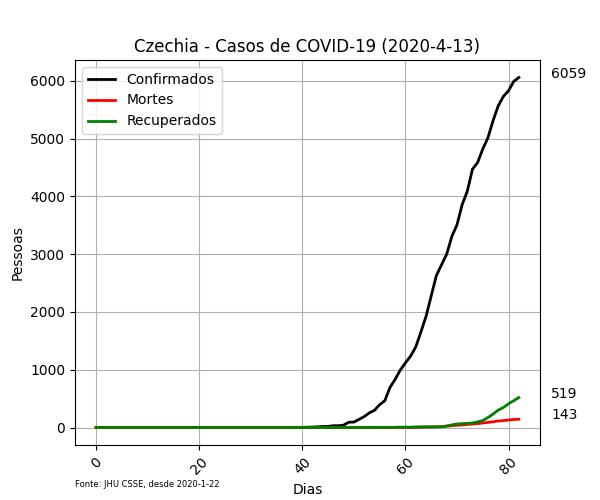 Czechia - Casos de COVID-19 (2020-4-13)
Confirmados
Mortes
Recuperados
6059
519
143
6000
5000
4000
3000
2000
1000
0
Pessoas
0
20
40
60
80
Dias
Fonte: JHU CSSE, desde 2020-1-22